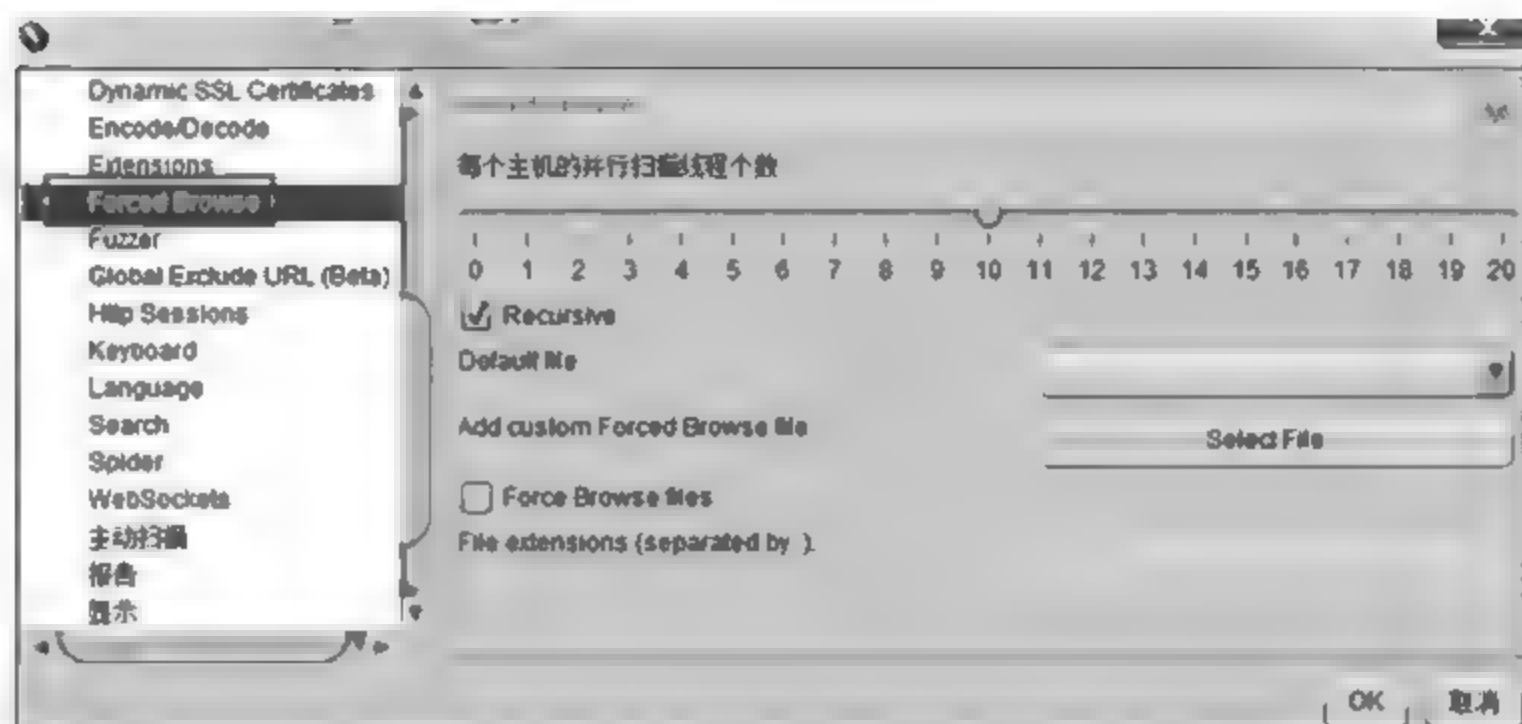 Dynamic SSL Certificates
Encode/Decode
Extensions
Forced Browse
Fuzzer
Global Exclude URL (Beta)
Http Sessions
Keyboard
Language
Search
Spider
WebSockets
主动扫描
报告
显示
每个主机的并行扫描线程个数
0 1 2 3 4 5 6 7 8 9 10 11 12 13 14 15 16 17 18 19 20
Recursive
Default file
Add custom Forced Browse file
Select File
Force Browse files
File extensions (separated by ).
OK
取消